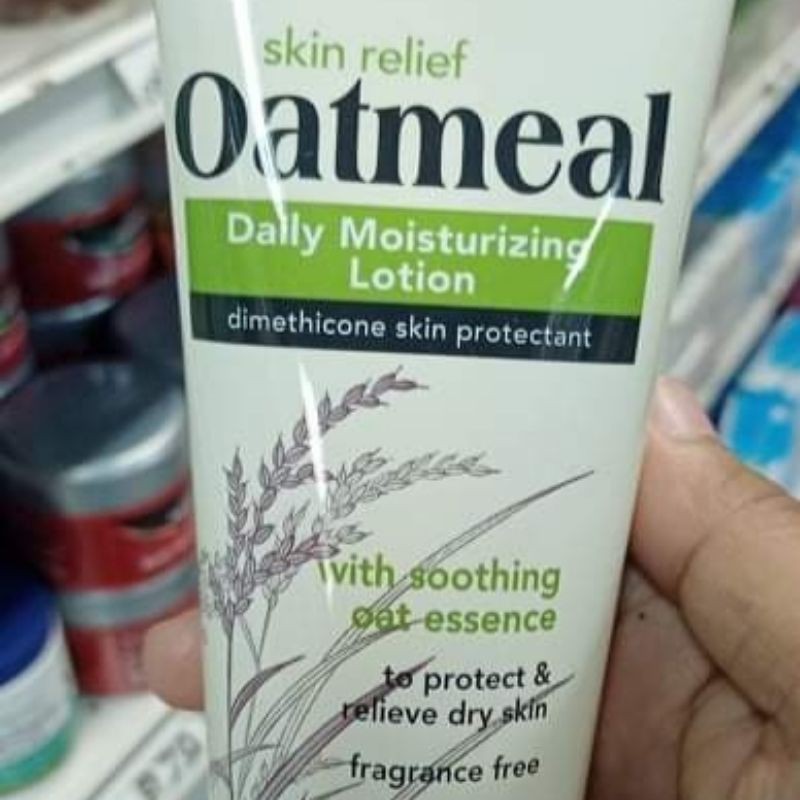 skin relief
Oatmeal
Daily Moisturizing
Lotion
dimethicone skin protectant
with soothing
oat essence
to protect &
relieve dry skin
fragrance free